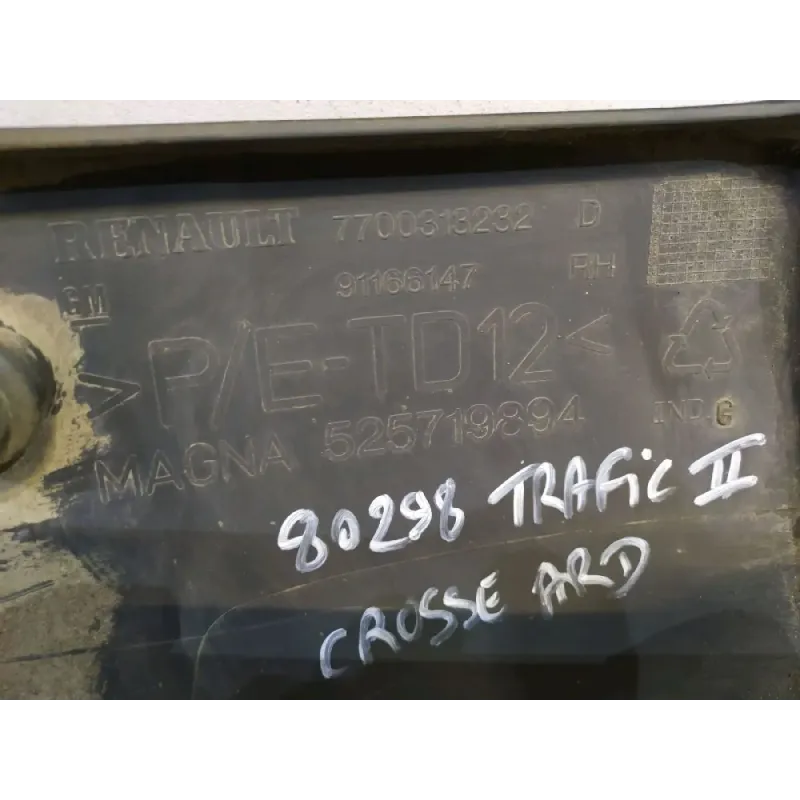 RENAULT 7700313232 D
GM 91166147 RH
>P/E-TD12<
MAGNA 525719894 IND.G
80298 TRAFIC II
CROSSE ARD